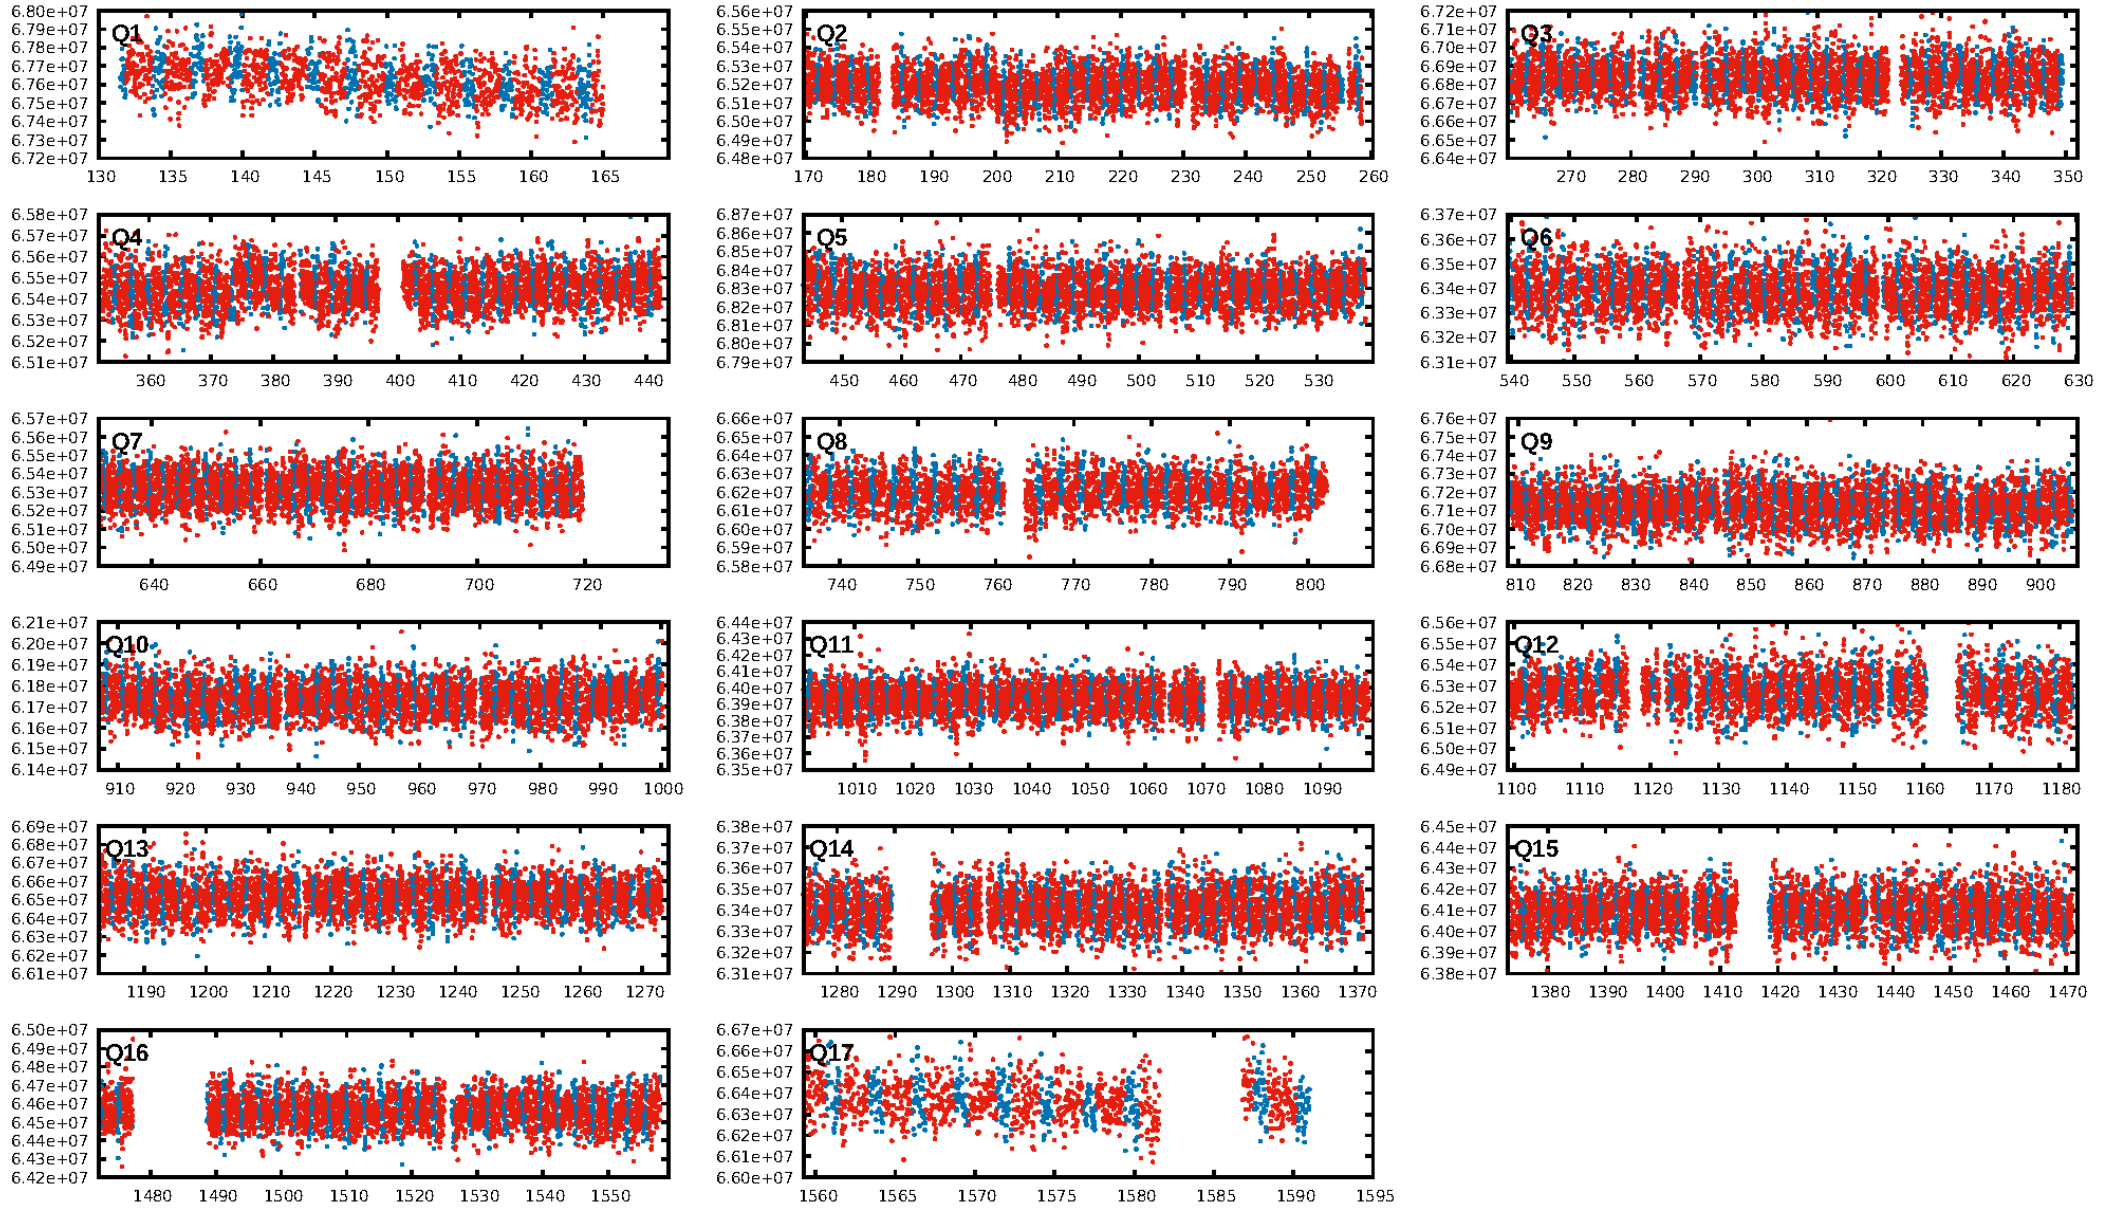 6.80e+07 6.79e+07 6.78e+07 6.77e+07 6.76e+07 6.75e+07 6.74e+07 6.73e+07 6.72e+07
Q1
130 135 140 145 150 155 160 165
6.56e+07 6.55e+07 6.54e+07 6.53e+07 6.52e+07 6.51e+07 6.50e+07 6.49e+07 6.48e+07
Q2
170 180 190 200 210 220 230 240 250 260
6.72e+07 6.71e+07 6.70e+07 6.69e+07 6.68e+07 6.67e+07 6.66e+07 6.65e+07 6.64e+07
Q3
270 280 290 300 310 320 330 340 350
6.58e+07 6.57e+07 6.56e+07 6.55e+07 6.54e+07 6.53e+07 6.52e+07 6.51e+07
Q4
360 370 380 390 400 410 420 430 440
6.87e+07 6.86e+07 6.85e+07 6.84e+07 6.83e+07 6.82e+07 6.81e+07 6.80e+07 6.79e+07
Q5
450 460 470 480 490 500 510 520 530
6.37e+07 6.36e+07 6.35e+07 6.34e+07 6.33e+07 6.32e+07 6.31e+07
Q6
540 550 560 570 580 590 600 610 620 630
6.57e+07 6.56e+07 6.55e+07 6.54e+07 6.53e+07 6.52e+07 6.51e+07 6.50e+07 6.49e+07
Q7
640 660 680 700 720
6.66e+07 6.65e+07 6.64e+07 6.63e+07 6.62e+07 6.61e+07 6.60e+07 6.59e+07 6.58e+07
Q8
740 750 760 770 780 790 800
6.76e+07 6.75e+07 6.74e+07 6.73e+07 6.72e+07 6.71e+07 6.70e+07 6.69e+07 6.68e+07
Q9
810 820 830 840 850 860 870 880 890 900
6.21e+07 6.20e+07 6.19e+07 6.18e+07 6.17e+07 6.16e+07 6.15e+07 6.14e+07
Q10
910 920 930 940 950 960 970 980 990 1000
6.44e+07 6.43e+07 6.42e+07 6.41e+07 6.40e+07 6.39e+07 6.38e+07 6.37e+07 6.36e+07 6.35e+07
Q11
1010 1020 1030 1040 1050 1060 1070 1080 1090
6.56e+07 6.55e+07 6.54e+07 6.53e+07 6.52e+07 6.51e+07 6.50e+07 6.49e+07
Q12
1100 1110 1120 1130 1140 1150 1160 1170 1180
6.69e+07 6.68e+07 6.67e+07 6.66e+07 6.65e+07 6.64e+07 6.63e+07 6.62e+07 6.61e+07
Q13
1190 1200 1210 1220 1230 1240 1250 1260 1270
6.38e+07 6.37e+07 6.36e+07 6.35e+07 6.34e+07 6.33e+07 6.32e+07 6.31e+07
Q14
1280 1290 1300 1310 1320 1330 1340 1350 1360 1370
6.45e+07 6.44e+07 6.43e+07 6.42e+07 6.41e+07 6.40e+07 6.39e+07 6.38e+07
Q15
1380 1390 1400 1410 1420 1430 1440 1450 1460 1470
6.50e+07 6.49e+07 6.48e+07 6.47e+07 6.46e+07 6.45e+07 6.44e+07 6.43e+07 6.42e+07
Q16
1480 1490 1500 1510 1520 1530 1540 1550
6.67e+07 6.66e+07 6.65e+07 6.64e+07 6.63e+07 6.62e+07 6.61e+07 6.60e+07
Q17
1560 1565 1570 1575 1580 1585 1590 1595